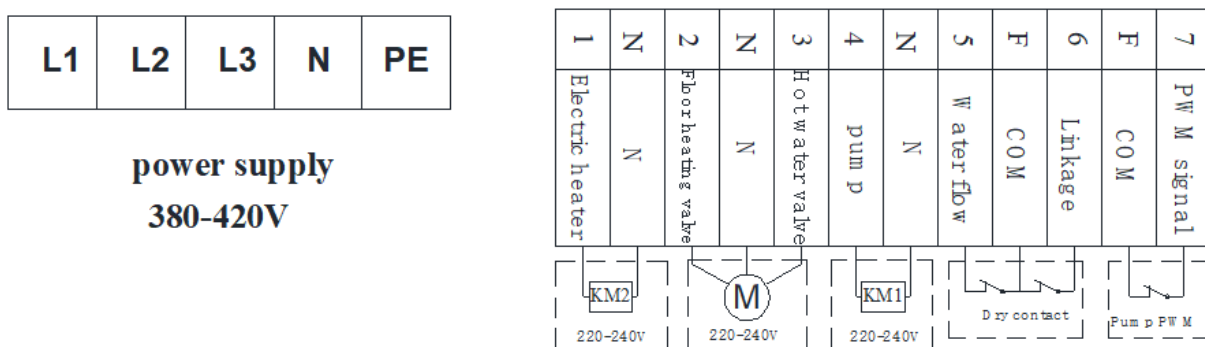 L1 L2 L3 N PE
power supply
380-420V
1 N 2 N 3 4 N 5 F 6 F 7
Electric heater
N
Floor heating valve
N
Hot water valve
pump
N
Water flow
COM
Linkage
COM
PWM signal
KM2 M KM1
Dry contact
Pump PWM
220-240V 220-240V 220-240V